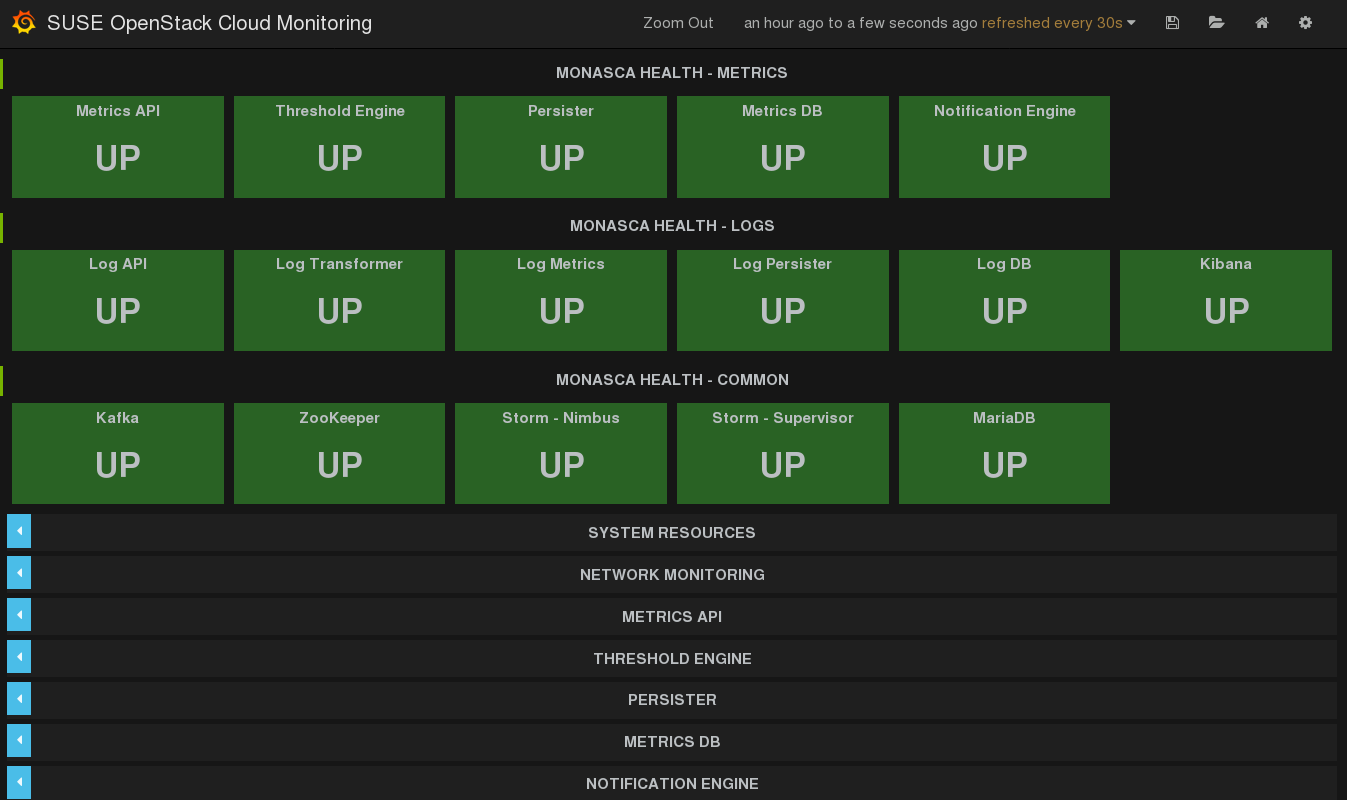 SUSE OpenStack Cloud Monitoring
Zoom Out an hour ago to a few seconds ago refreshed every 30s
MONASCA HEALTH - METRICS
Metrics API Threshold Engine Persister Metrics DB Notification Engine
UP UP UP UP UP
MONASCA HEALTH - LOGS
Log API Log Transformer Log Metrics Log Persister Log DB Kibana
UP UP UP UP UP UP
MONASCA HEALTH - COMMON
Kafka ZooKeeper Storm - Nimbus Storm - Supervisor MariaDB
UP UP UP UP UP
SYSTEM RESOURCES
NETWORK MONITORING
METRICS API
THRESHOLD ENGINE
PERSISTER
METRICS DB
NOTIFICATION ENGINE